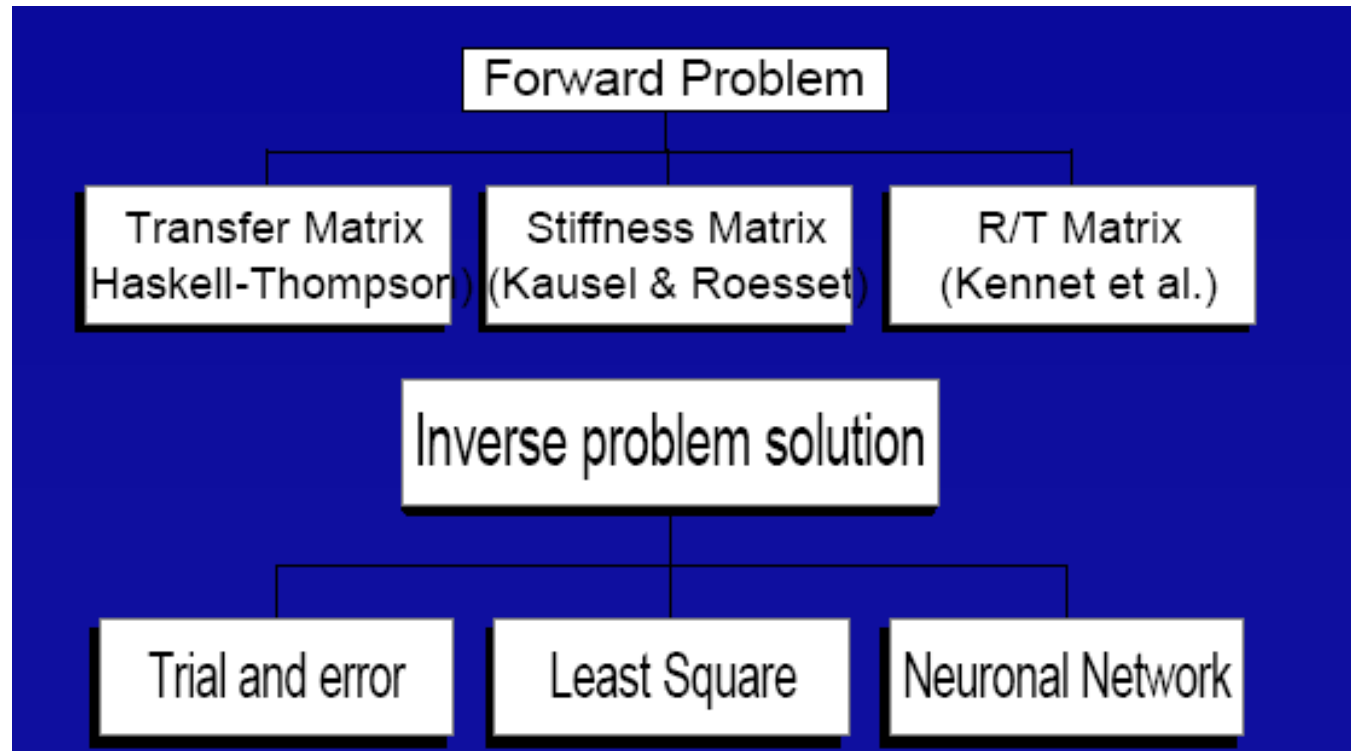 Forward Problem
Transfer Matrix
Haskell-Thompson)
Stiffness Matrix
(Kausel & Roesset)
R/T Matrix
(Kennet et al.)
Inverse problem solution
Trial and error
Least Square
Neuronal Network